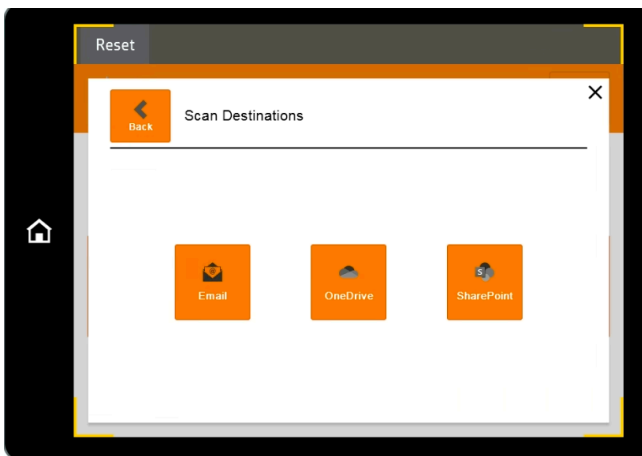 Reset
Back
Scan Destinations
Email
OneDrive
SharePoint